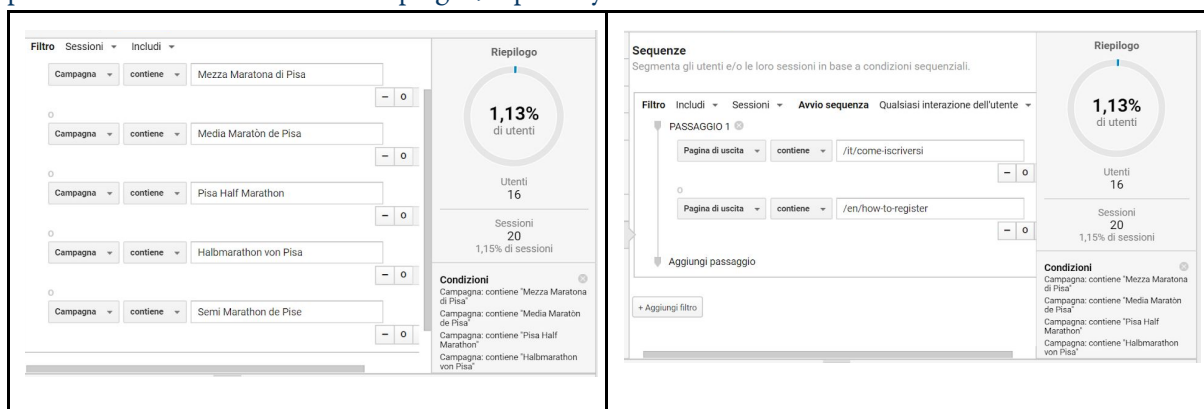 Filtro Sessioni Includi
Campagna contiene Mezza Maratona di Pisa
– O
o
Campagna contiene Media Maratòn de Pisa
– O
o
Campagna contiene Pisa Half Marathon
– O
o
Campagna contiene Halbmarathon von Pisa
– O
o
Campagna contiene Semi Marathon de Pise
– O
Riepilogo
1,13%
di utenti
Utenti
16
Sessioni
20
1,15% di sessioni
Condizioni
Campagna: contiene "Mezza Maratona
di Pisa"
Campagna: contiene "Media Maratòn
de Pisa"
Campagna: contiene "Pisa Half
Marathon"
Campagna: contiene "Halbmarathon
von Pisa"
Sequenze
Segmenta gli utenti e/o le loro sessioni in base a condizioni sequenziali.
Filtro Includi Sessioni Avvio sequenza Qualsiasi interazione dell'utente
PASSAGGIO 1
Pagina di uscita contiene /it/come-iscriversi
– O
o
Pagina di uscita contiene /en/how-to-register
– O
Aggiungi passaggio
+ Aggiungi filtro
Riepilogo
1,13%
di utenti
Utenti
16
Sessioni
20
1,15% di sessioni
Condizioni
Campagna: contiene "Mezza Maratona
di Pisa"
Campagna: contiene "Media Maratòn
de Pisa"
Campagna: contiene "Pisa Half
Marathon"
Campagna: contiene "Halbmarathon
von Pisa"